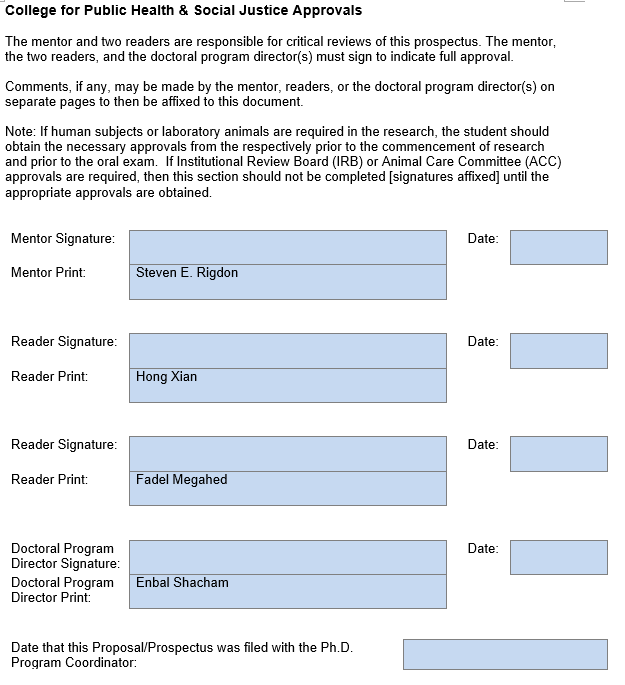 College for Public Health & Social Justice Approvals
The mentor and two readers are responsible for critical reviews of this prospectus. The mentor,
the two readers, and the doctoral program director(s) must sign to indicate full approval.
Comments, if any, may be made by the mentor, readers, or the doctoral program director(s) on
separate pages to then be affixed to this document.
Note: If human subjects or laboratory animals are required in the research, the student should
obtain the necessary approvals from the respectively prior to the commencement of research
and prior to the oral exam. If Institutional Review Board (IRB) or Animal Care Committee (ACC)
approvals are required, then this section should not be completed [signatures affixed] until the
appropriate approvals are obtained.
Mentor Signature: Date:
Mentor Print: Steven E. Rigdon
Reader Signature: Date:
Reader Print: Hong Xian
Reader Signature: Date:
Reader Print: Fadel Megahed
Doctoral Program Date:
Director Signature:
Doctoral Program Enbal Shacham
Director Print:
Date that this Proposal/Prospectus was filed with the Ph.D.
Program Coordinator: